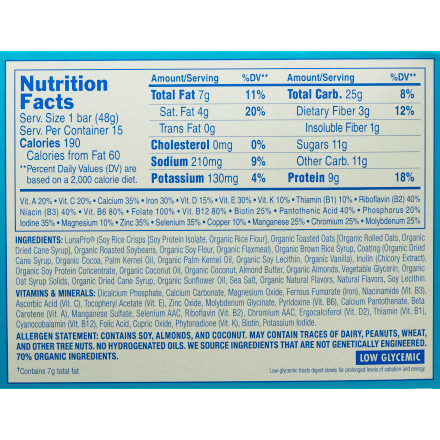 Nutrition
Facts
Serv. Size 1 bar (48g)
Serv. Per Container 15
Calories 190
Calories from Fat 60
**Percent Daily Values (DV) are
based on a 2,000 calorie diet.
Amount/Serving %DV**
Total Fat 7g 11%
Sat. Fat 4g 20%
Trans Fat 0g
Cholesterol 0mg 0%
Sodium 210mg 9%
Potassium 130mg 4%
Amount/Serving %DV**
Total Carb. 25g 8%
Dietary Fiber 3g 12%
Insoluble Fiber 1g
Sugars 11g
Other Carb. 11g
Protein 9g 18%
Vit. A 20% • Vit. C 20% • Calcium 35% • Iron 35% • Vit. D 15% • Vit. E 30% • Vit. K 10% • Thiamin (B1) 10% • Riboflavin (B2) 40%
Niacin (B3) 40% • Vit. B6 80% • Folate 100% • Vit. B12 80% • Biotin 25% • Pantothenic Acid 40% • Phosphorus 20%
Iodine 35% • Magnesium 10% • Zinc 35% • Selenium 35% • Copper 10% • Manganese 25% • Chromium 25% • Molybdenum 25%
INGREDIENTS: LunaPro® (Soy Rice Crisps [Soy Protein Isolate, Organic Rice Flour], Organic Toasted Oats [Organic Rolled Oats, Organic
Dried Cane Syrup], Organic Roasted Soybeans, Organic Soy Flour, Organic Flaxmeal), Organic Brown Rice Syrup, Coating (Organic Dried
Cane Syrup, Cocoa, Palm Kernel Oil, Organic Palm Kernel Oil, Organic Soy Lecithin, Organic Vanilla), Inulin (Chicory Extract),
Organic Soy Protein Concentrate, Organic Coconut Oil, Organic Coconut, Almond Butter, Organic Almonds, Vegetable Glycerin, Organic
Oat Syrup Solids, Organic Dried Cane Syrup, Organic Sunflower Oil, Sea Salt, Organic Natural Flavors, Natural Flavors, Soy Lecithin.
VITAMINS & MINERALS: Dicalcium Phosphate, Calcium Carbonate, Magnesium Oxide, Ferrous Fumarate (Iron), Niacinamide (Vit. B3),
Ascorbic Acid (Vit. C), Tocopheryl Acetate (Vit. E), Zinc Oxide, Molybdenum Glycinate, Pyridoxine (Vit. B6), Calcium Pantothenate, Beta
Carotene (Vit. A), Manganese Sulfate, Selenium AAC, Riboflavin (B2), Chromium AAC, Ergocalciferol (Vit. D2), Thiamin (Vit. B1),
Cyanocobalamin (Vit. B12), Folic Acid, Cupric Oxide, Phytonadione (Vit. K), Biotin, Potassium Iodide.
ALLERGEN STATEMENT: CONTAINS SOY, ALMONDS, AND COCONUT. MAY CONTAIN TRACES OF DAIRY, PEANUTS, WHEAT,
AND OTHER TREE NUTS. NO HYDROGENATED OILS. WE SOURCE INGREDIENTS THAT ARE NOT GENETICALLY ENGINEERED.
70% ORGANIC INGREDIENTS.
LOW GLYCEMIC
†Contains 7g total fat
Low-glycemic foods digest slowly for prolonged levels of satiation and energy